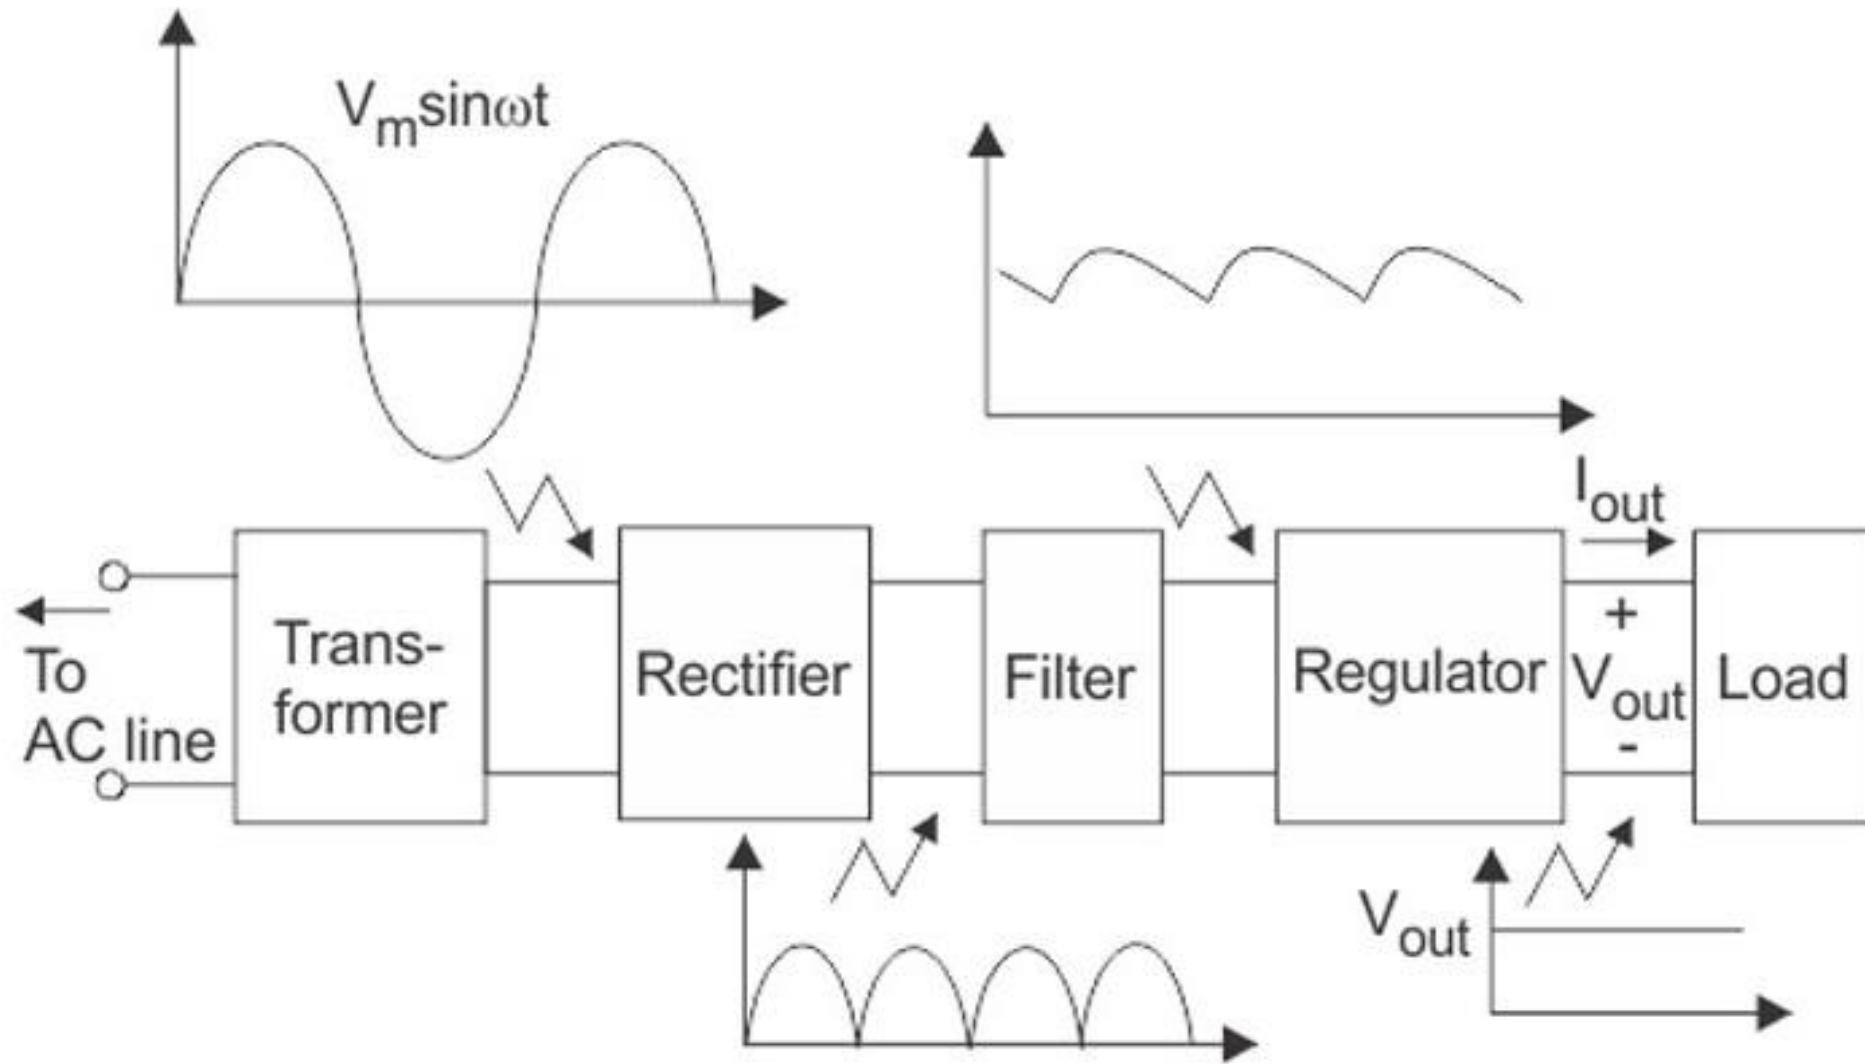 Vmsinωt
Iout
To
AC line
Trans-
former
Rectifier
Filter
Regulator
+
Vout
-
Load
Vout